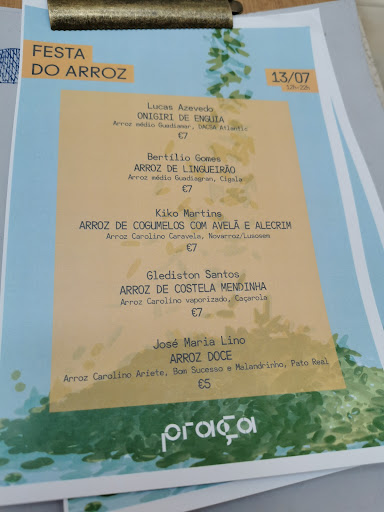 FESTA
DO ARROZ
13/07
12h-22h
Lucas Azevedo
ONIGIRI DE ENGUIA
Arroz médio Guadiamar, DACSA Atlantic
€7
Bertílio Gomes
ARROZ DE LINGUEIRÃO
Arroz médio Guadiagran, Cigala
€7
Kiko Martins
ARROZ DE COGUMELOS COM AVELÃ E ALECRIM
Arroz Carolino Caravela, Novarroz/Lusosem
€7
Glediston Santos
ARROZ DE COSTELA MENDINHA
Arroz Carolino vaporizado, Caçarola
€7
José Maria Lino
ARROZ DOCE
Arroz Carolino Ariete, Bom Sucesso e Malandrinho, Pato Real
€5
praga